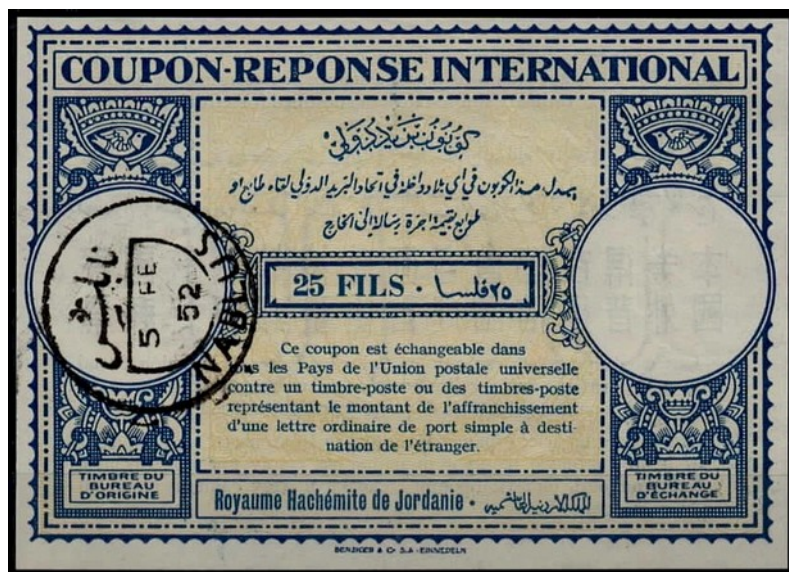 COUPON-REPONSE INTERNATIONAL
كوبون بريد دولي
يبدل هذا الكوبون في أي بلاد داخلة في اتحاد البريد الدولي لقاء طابع او
طوابع بقيمة اجرة رسالة الى الخارج
25 FILS · ٢٥ فلسا
نابلس
5 FE
52
NABLUS
Ce coupon est échangeable dans
tous les Pays de l'Union postale universelle
contre un timbre-poste ou des timbres-poste
représentant le montant de l'affranchissement
d'une lettre ordinaire de port simple à desti-
nation de l'étranger.
TIMBRE DU
BUREAU
D'ORIGINE
Royaume Hachémite de Jordanie · المملكة الاردنية الهاشمية
TIMBRE DU
BUREAU
D'ÉCHANGE
BENZIGER & Co S.A. EINSIEDELN